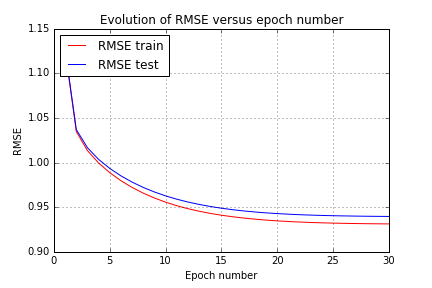 Evolution of RMSE versus epoch number
1.15
1.10
1.05
1.00
0.95
0.90
RMSE
RMSE train
RMSE test
0 5 10 15 20 25 30
Epoch number